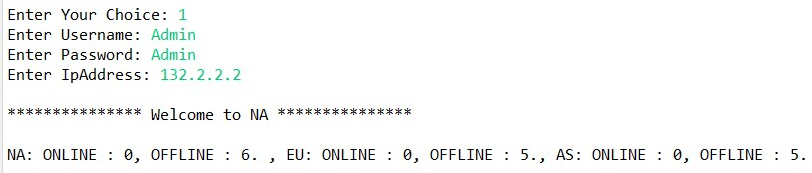 Enter Your Choice: 1
Enter Username: Admin
Enter Password: Admin
Enter IpAddress: 132.2.2.2
*************** Welcome to NA ***************
NA: ONLINE : 0, OFFLINE : 6. , EU: ONLINE : 0, OFFLINE : 5., AS: ONLINE : 0, OFFLINE : 5.